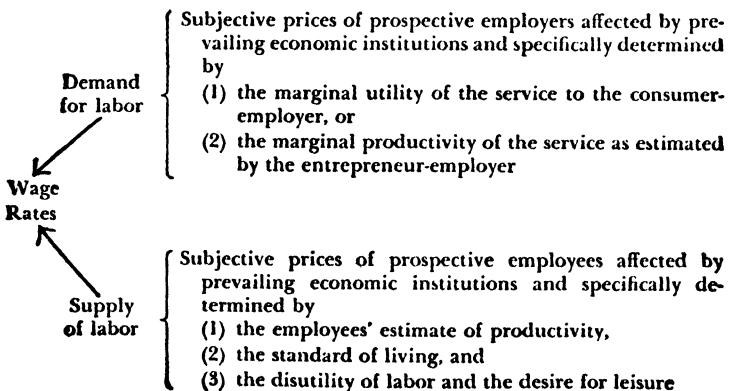 Subjective prices of prospective employers affected by pre-
vailing economic institutions and specifically determined
by
Demand
for labor
(1) the marginal utility of the service to the consumer-
employer, or
(2) the marginal productivity of the service as estimated
by the entrepreneur-employer
Wage
Rates
Subjective prices of prospective employees affected by
prevailing economic institutions and specifically de-
termined by
Supply
of labor
(1) the employees' estimate of productivity,
(2) the standard of living, and
(3) the disutility of labor and the desire for leisure